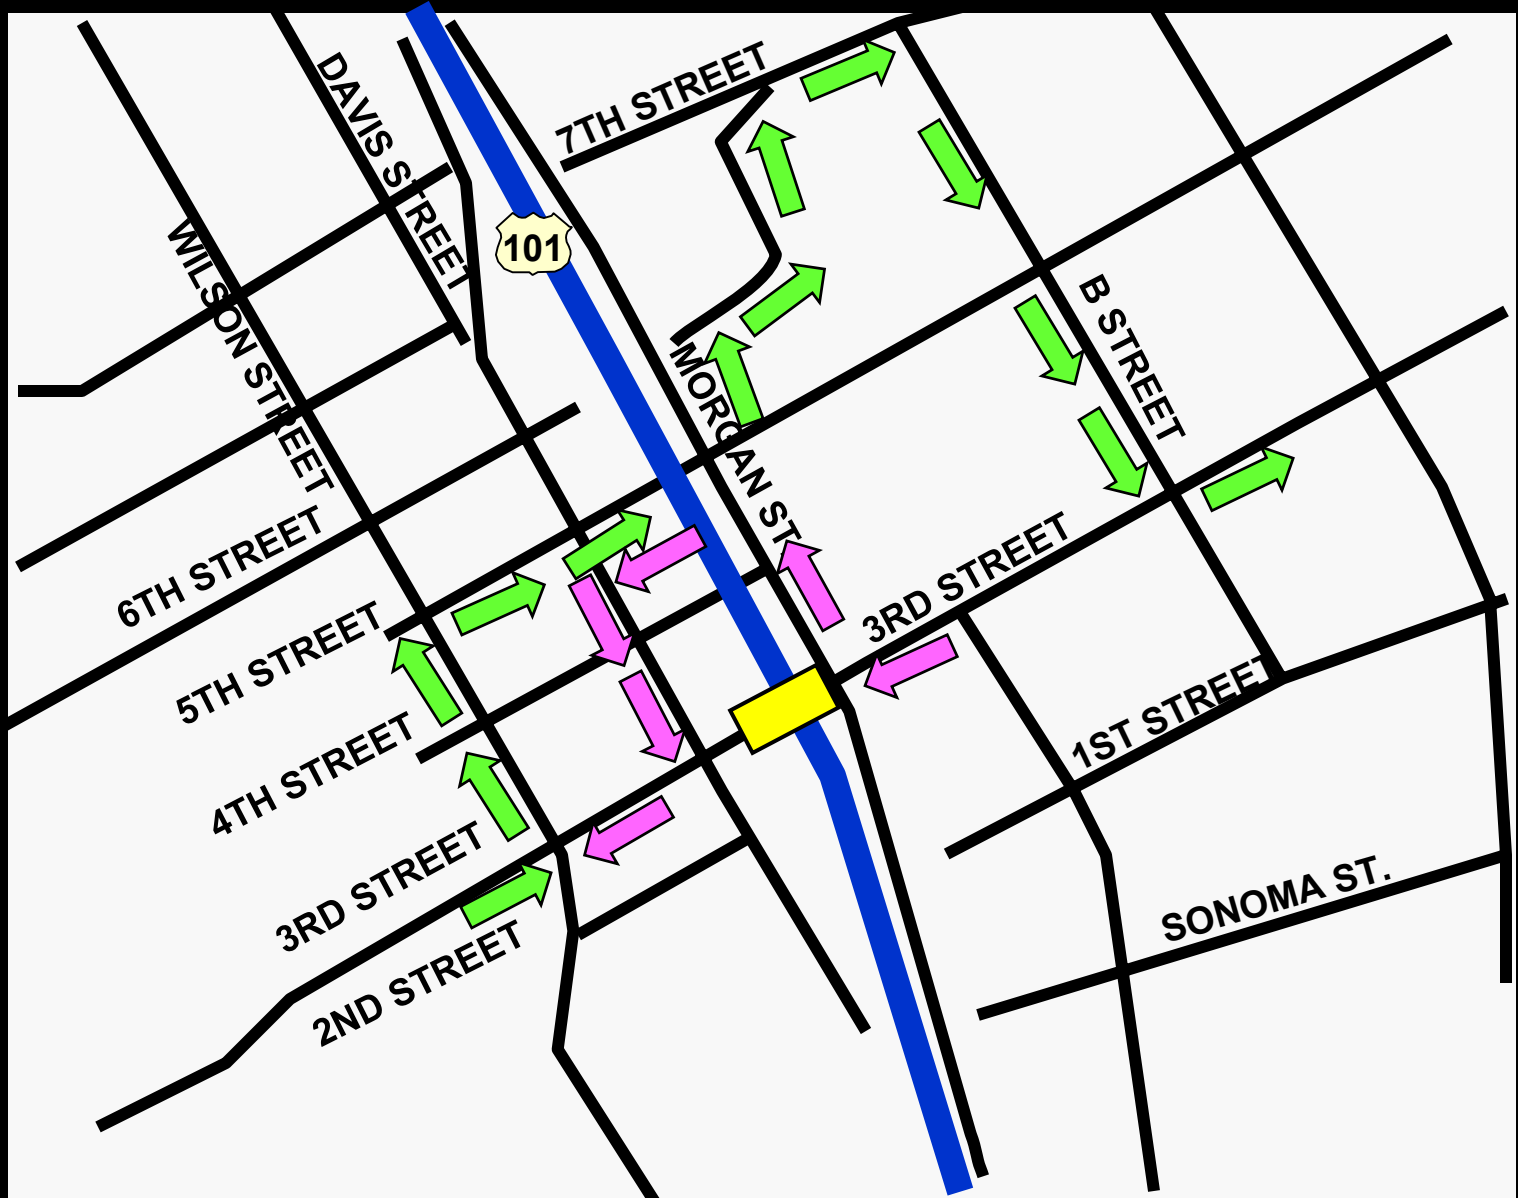 DAVIS STREET
7TH STREET
101
WILSON STREET
B STREET
MORGAN ST.
6TH STREET
3RD STREET
5TH STREET
1ST STREET
4TH STREET
3RD STREET
SONOMA ST.
2ND STREET